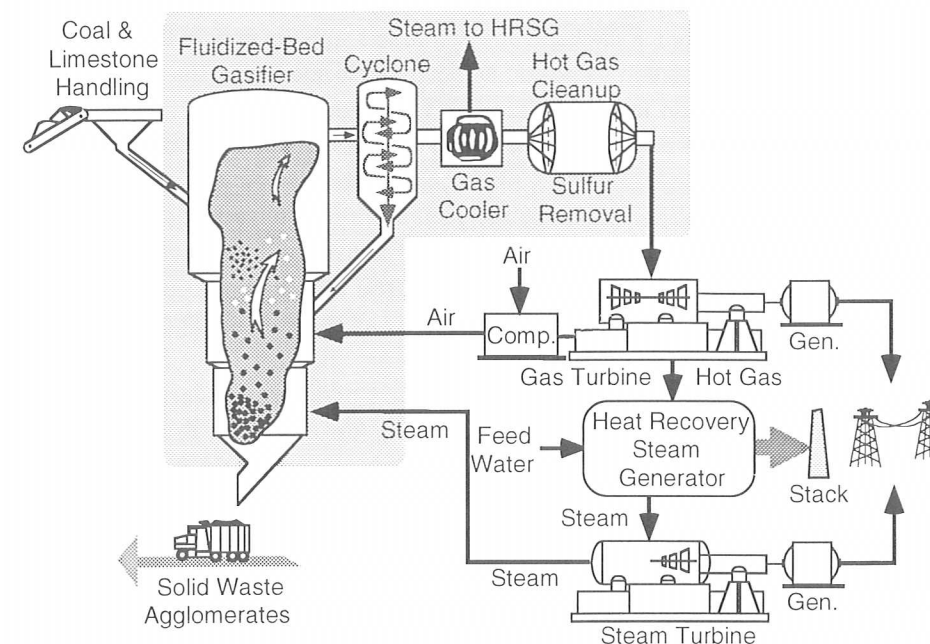 Coal &
Limestone
Handling
Fluidized-Bed
Gasifier
Cyclone
Steam to HRSG
Hot Gas
Cleanup
Gas
Cooler
Sulfur
Removal
Air
Air
Comp.
Gen.
Gas Turbine
Hot Gas
Steam
Feed
Water
Heat Recovery
Steam
Generator
Stack
Steam
Steam
Gen.
Steam Turbine
Solid Waste
Agglomerates